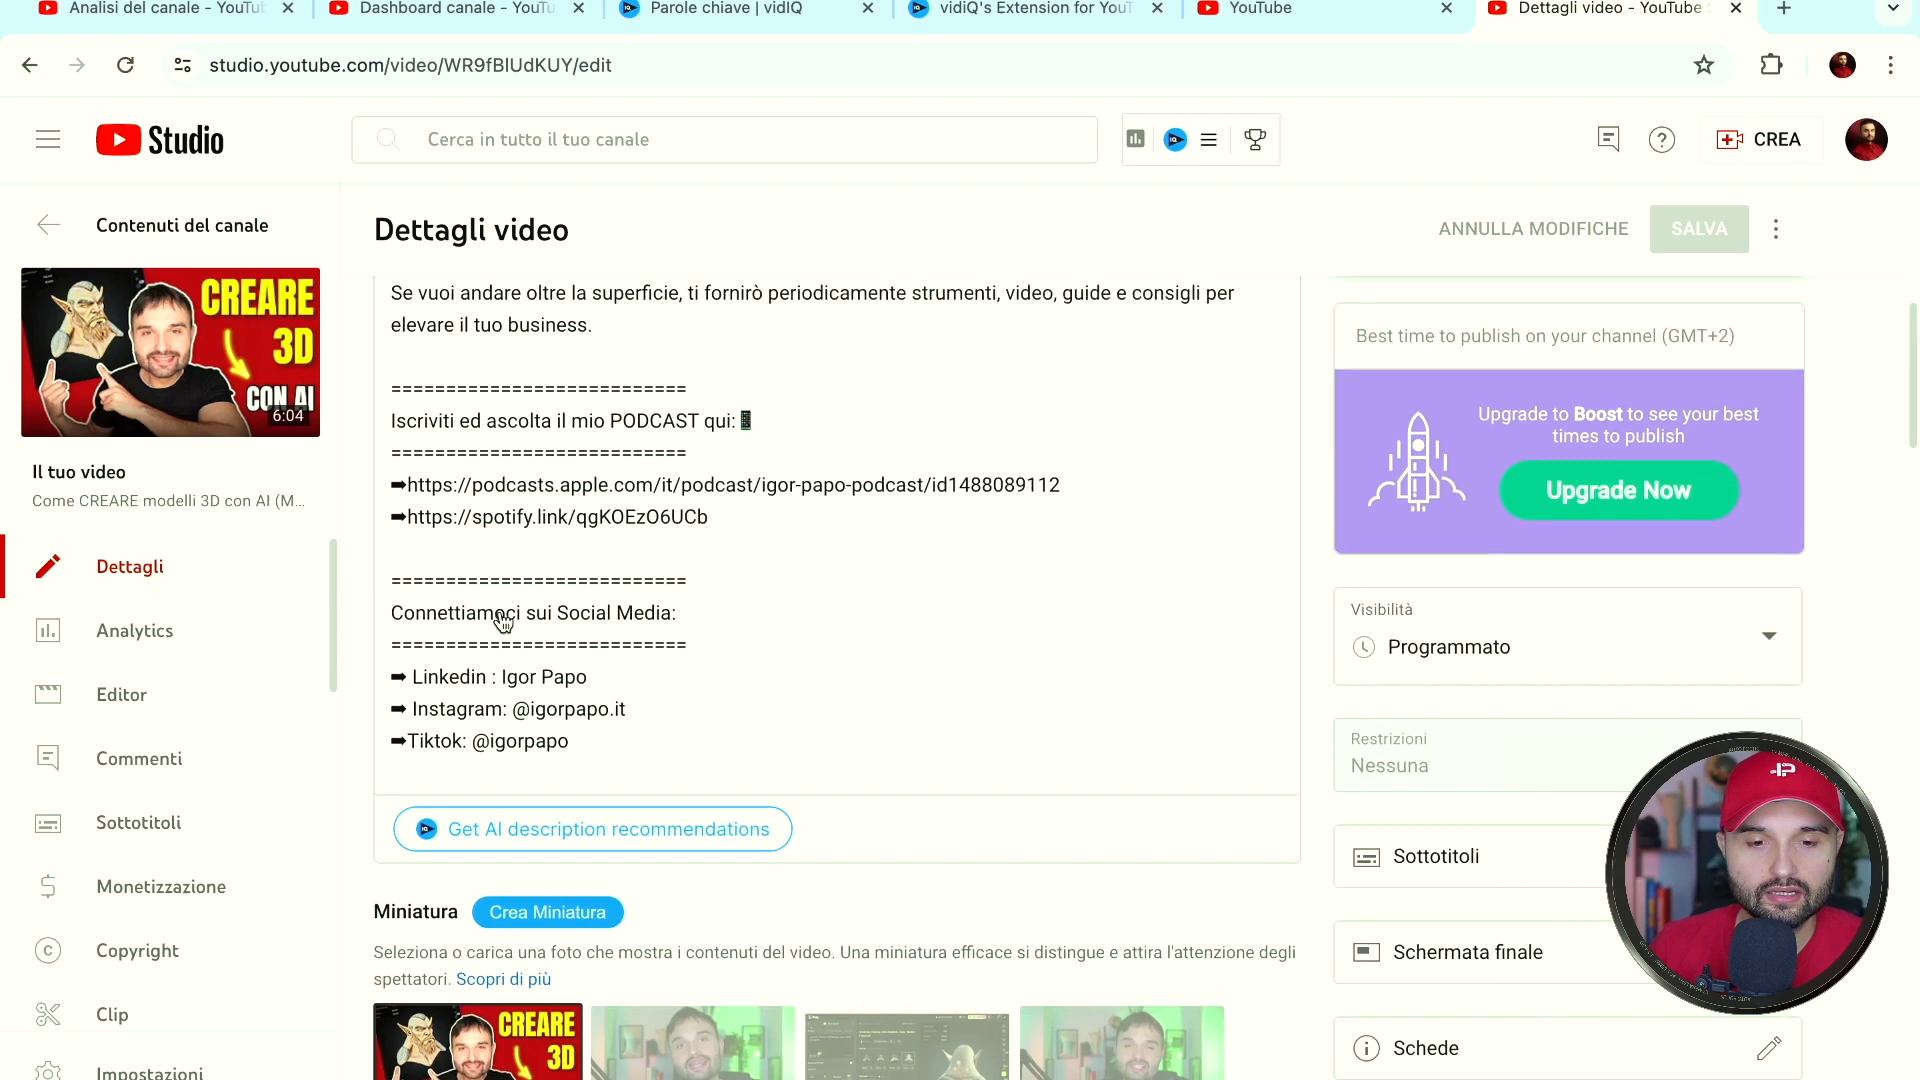 Analisi del canale - YouTu
Dashboard canale - YouTu
Parole chiave | vidIQ
vidiQ's Extension for YouT
YouTube
Dettagli video - YouTube S
studio.youtube.com/video/WR9fBIUdKUY/edit
Studio
Cerca in tutto il tuo canale
CREA
Contenuti del canale
CREARE
3D
CON AI
6:04
Il tuo video
Come CREARE modelli 3D con AI (M...
Dettagli
Analytics
Editor
Commenti
Sottotitoli
Monetizzazione
Copyright
Clip
Impostazioni
Dettagli video
ANNULLA MODIFICHE
SALVA
Se vuoi andare oltre la superficie, ti fornirò periodicamente strumenti, video, guide e consigli per
elevare il tuo business.
===========================
Iscriviti ed ascolta il mio PODCAST qui:📱
===========================
➡https://podcasts.apple.com/it/podcast/igor-papo-podcast/id1488089112
➡https://spotify.link/qgKOEzO6UCb
===========================
Connettiamoci sui Social Media:
===========================
➡ Linkedin : Igor Papo
➡ Instagram: @igorpapo.it
➡Tiktok: @igorpapo
Get AI description recommendations
Miniatura
Crea Miniatura
Seleziona o carica una foto che mostra i contenuti del video. Una miniatura efficace si distingue e attira l'attenzione degli
spettatori. Scopri di più
CREARE
3D
Best time to publish on your channel (GMT+2)
Upgrade to Boost to see your best
times to publish
Upgrade Now
Visibilità
Programmato
Restrizioni
Nessuna
Sottotitoli
Schermata finale
Schede